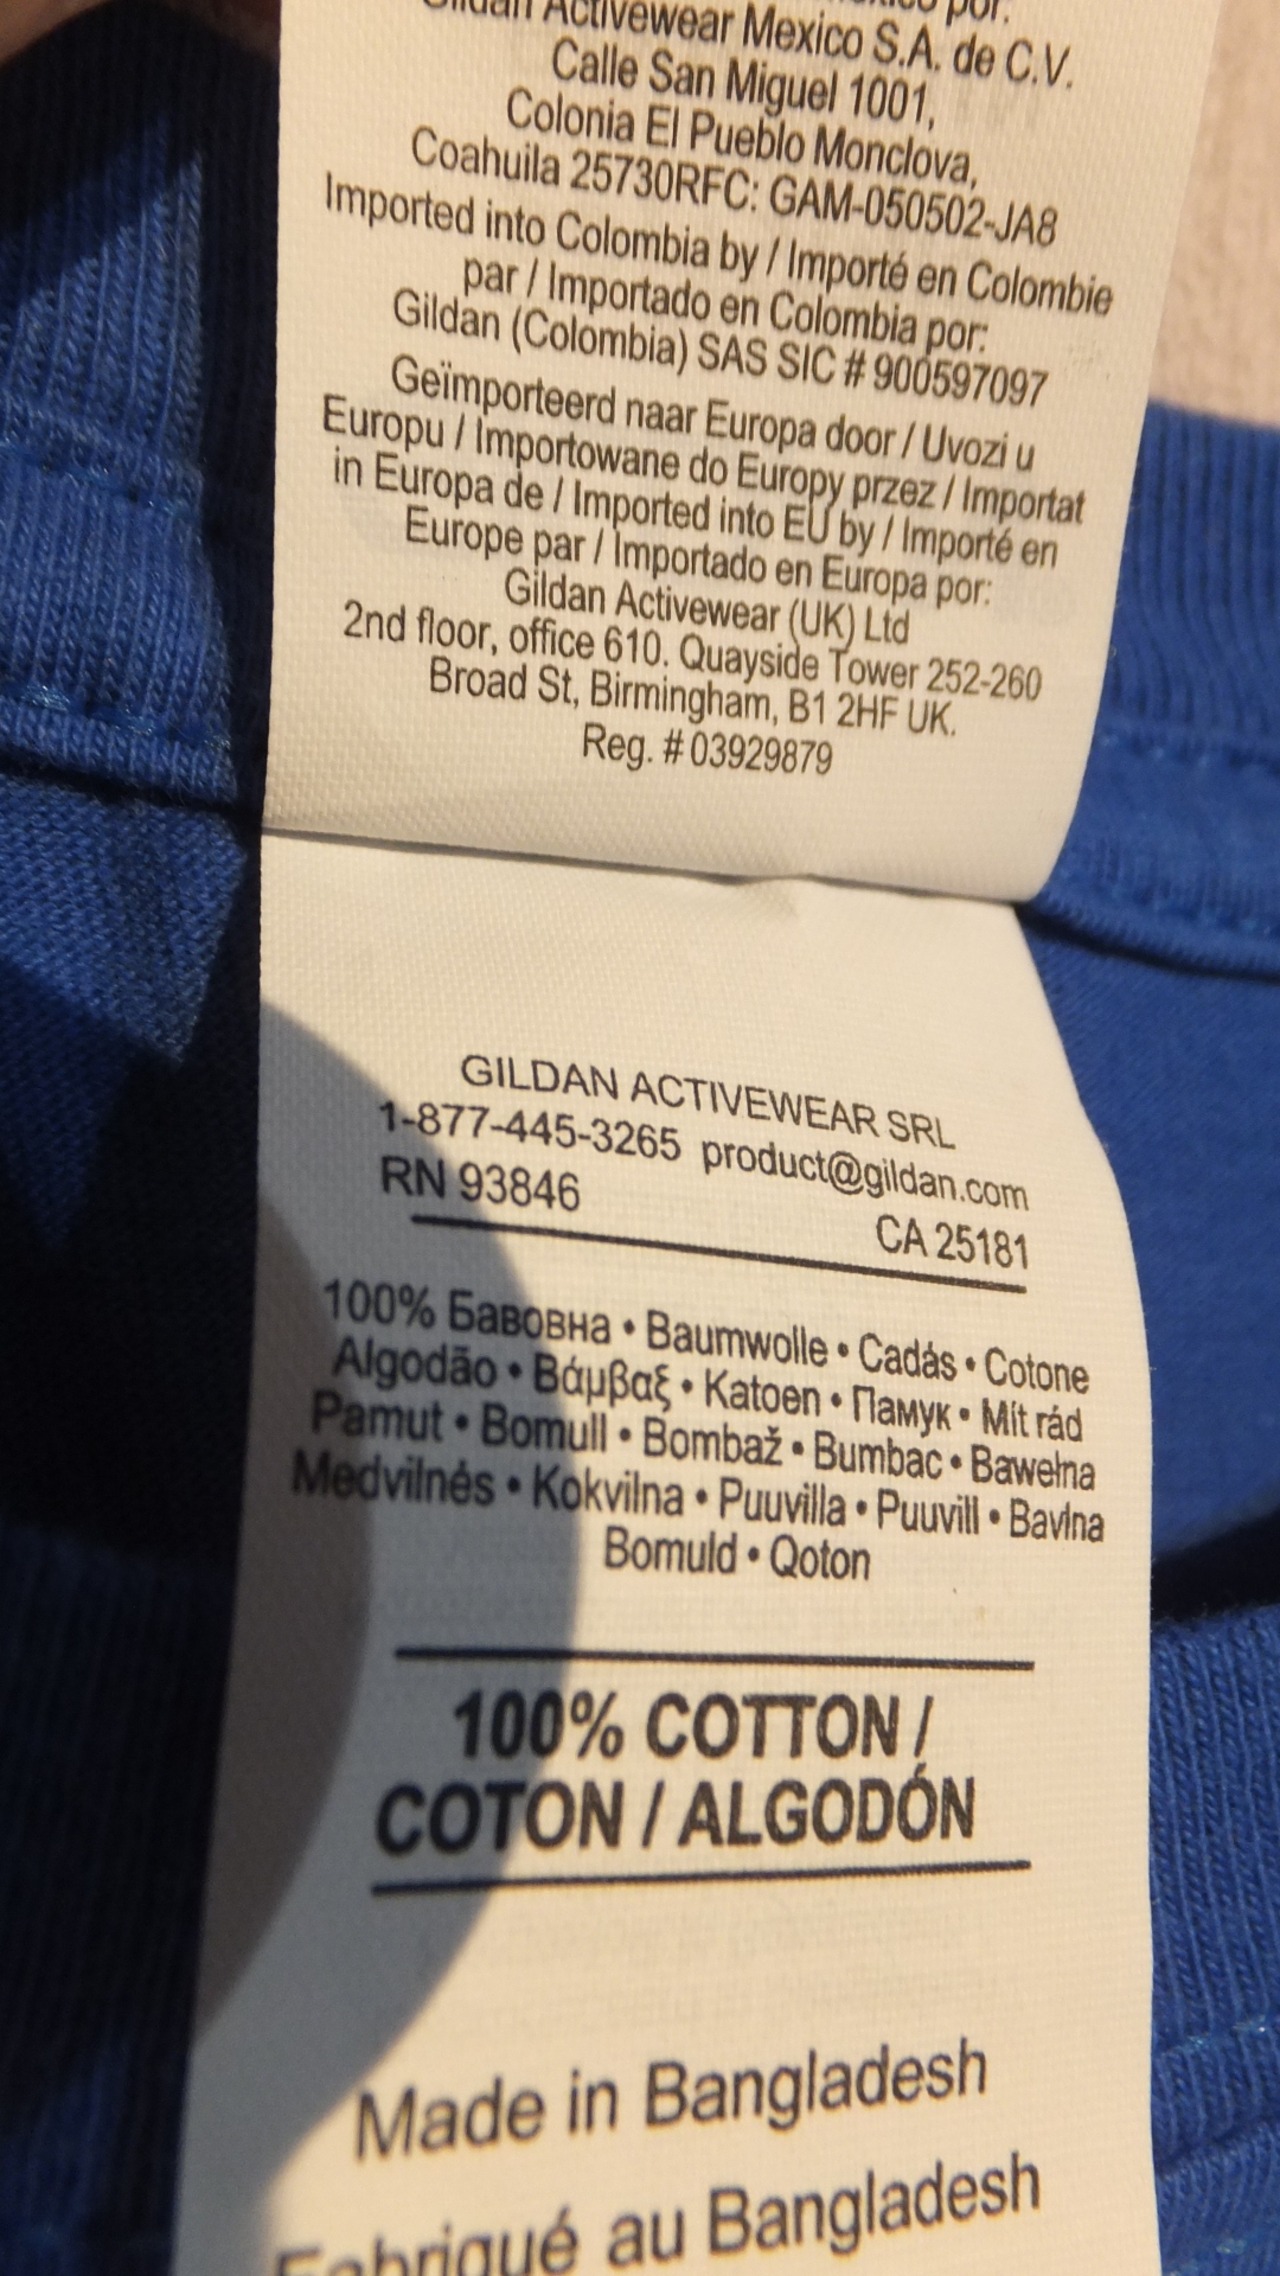 Activewear Mexico S.A. de C.V.
Calle San Miguel 1001,
Colonia El Pueblo Monclova,
Coahuila 25730RFC: GAM-050502-JA8
Imported into Colombia by / Importé en Colombie
par / Importado en Colombia por:
Gildan (Colombia) SAS SIC # 900597097
Geïmporteerd naar Europa door / Uvozi u
Europu / Importowane do Europy przez / Importat
in Europa de / Imported into EU by / Importé en
Europe par / Importado en Europa por:
Gildan Activewear (UK) Ltd
2nd floor, office 610. Quayside Tower 252-260
Broad St, Birmingham, B1 2HF UK.
Reg. # 03929879
GILDAN ACTIVEWEAR SRL
1-877-445-3265 product@gildan.com
RN 93846 CA 25181
100% Бавовна • Baumwolle • Cadás • Cotone
Algodão • Βάμβαξ • Katoen • Памук • Mít rád
Pamut • Bomull • Bombaž • Bumbac • Bawełna
Medvilnės • Kokvilna • Puuvilla • Puuvill • Bavlna
Bomuld • Qoton
100% COTTON /
COTON / ALGODÓN
Made in Bangladesh
Fabriqué au Bangladesh